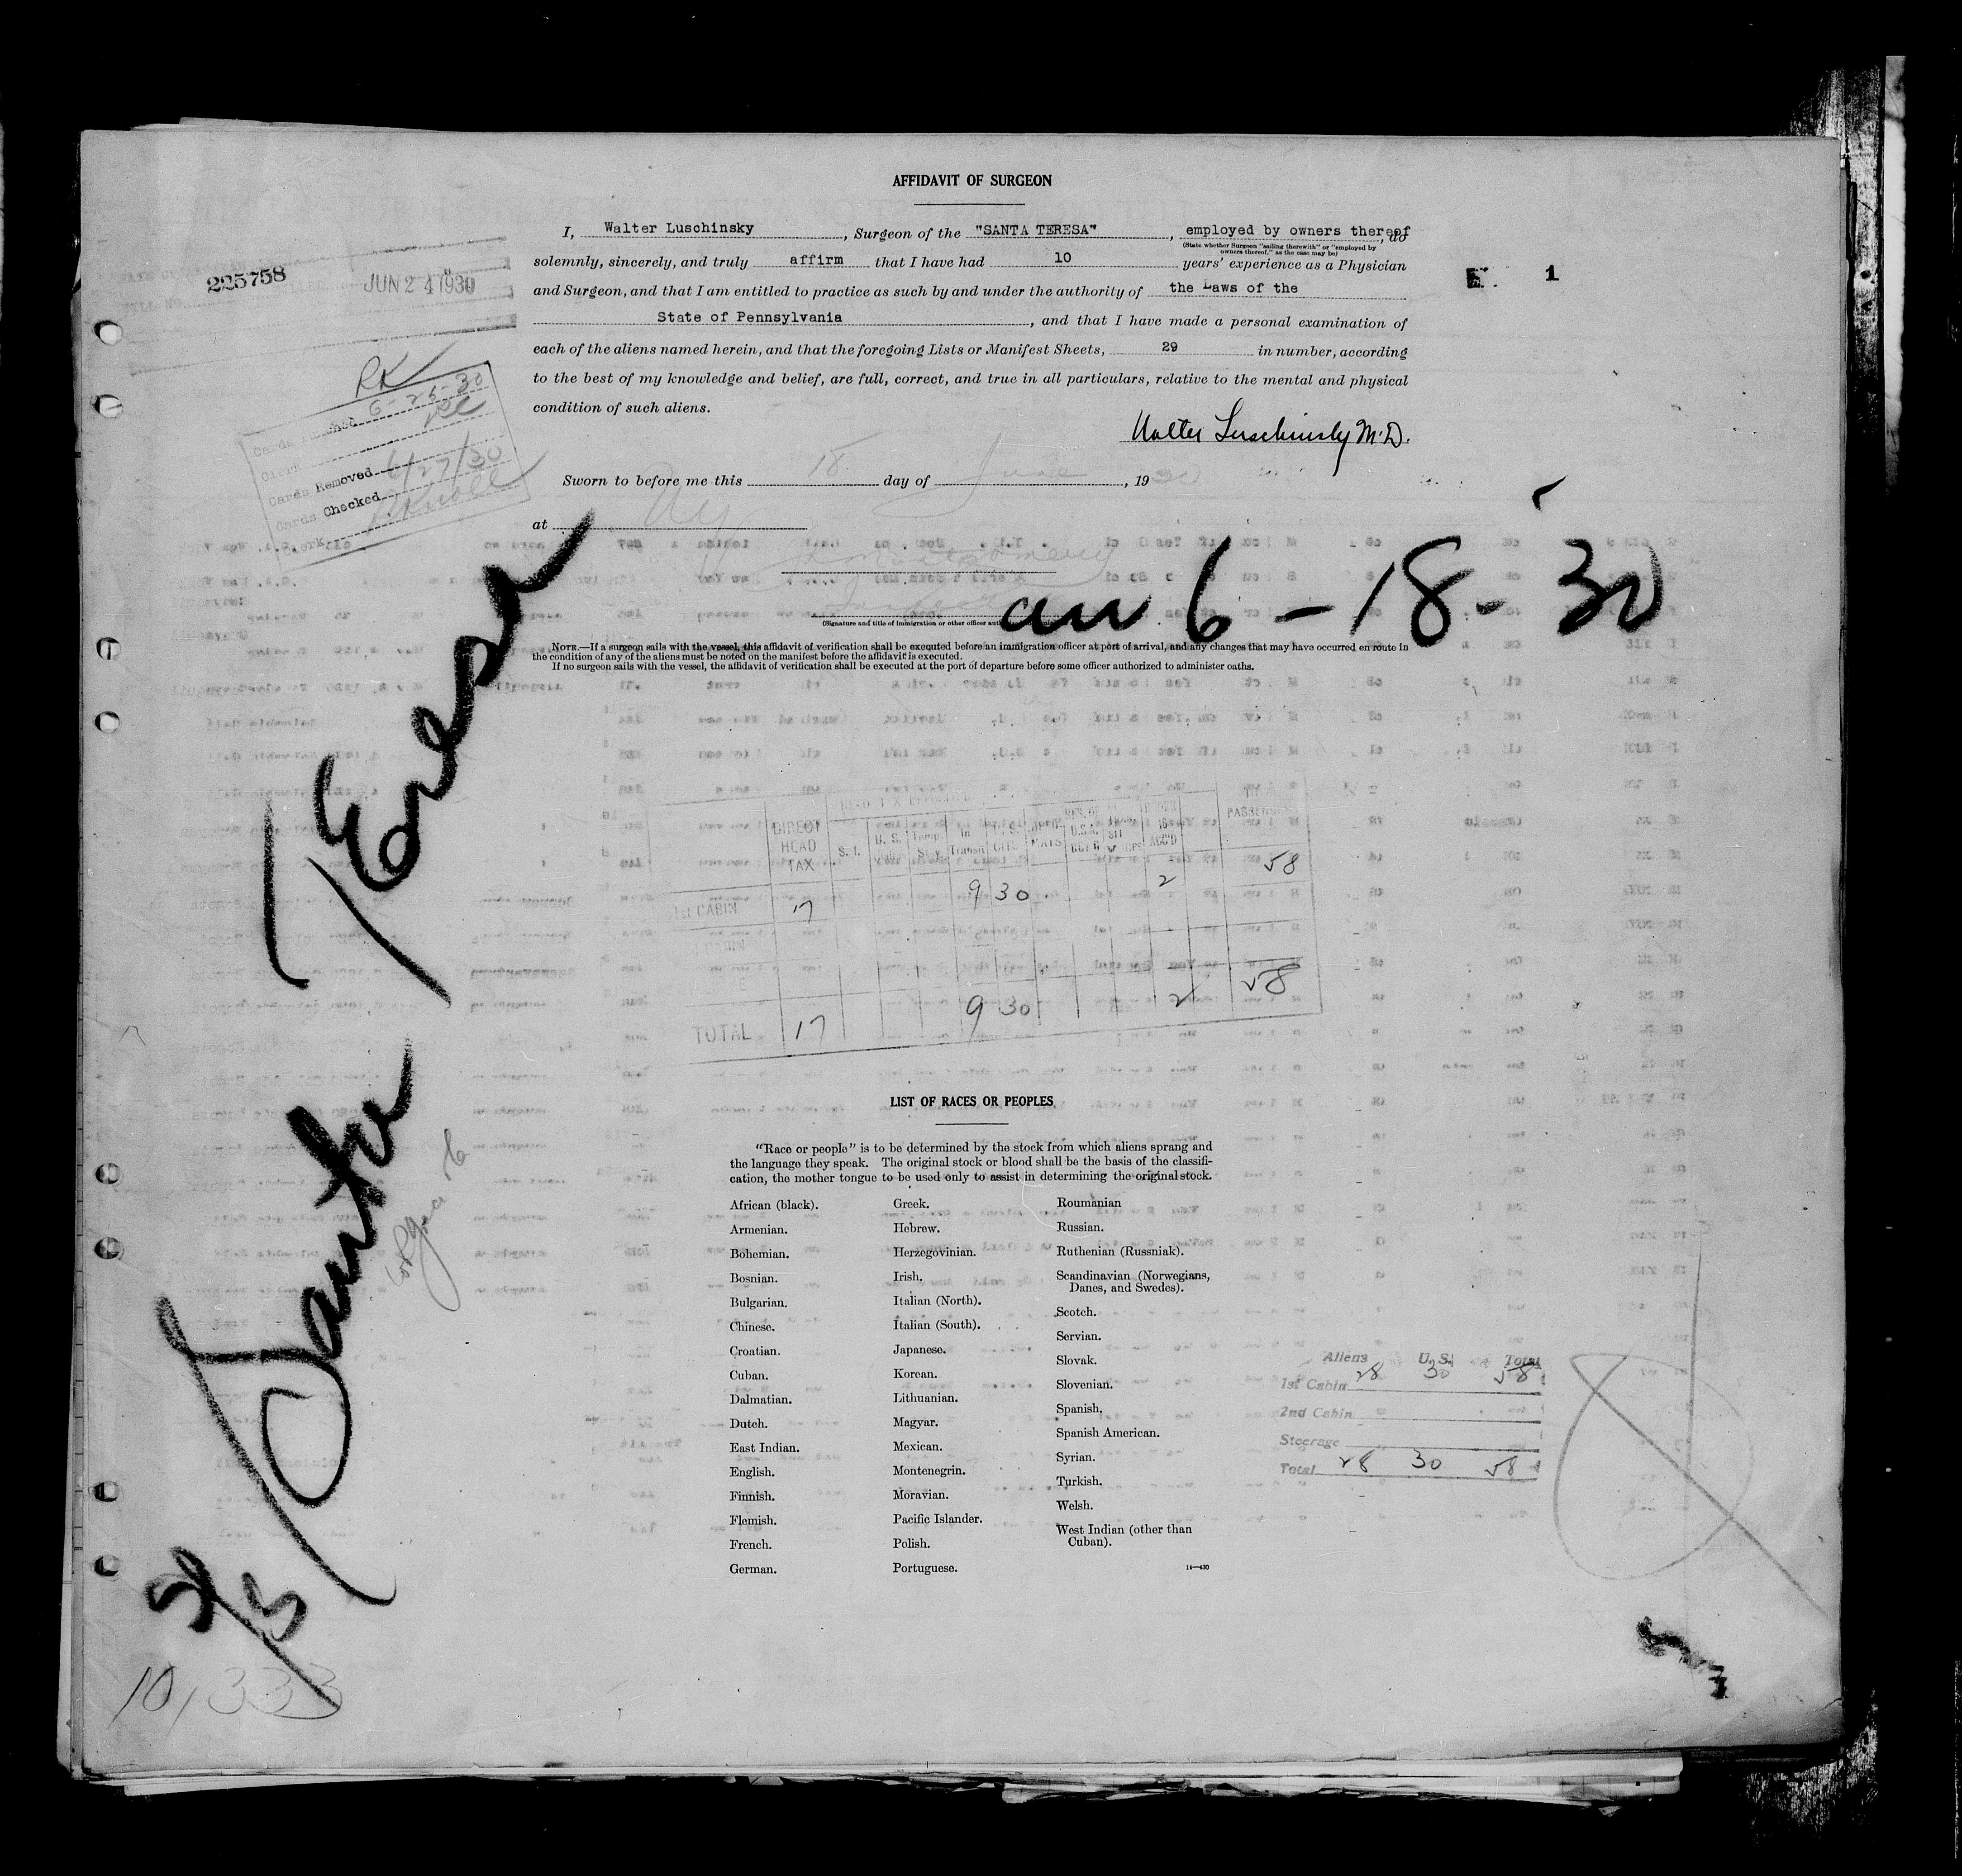 AFFIDAVIT OF SURGEON
I, Walter Luschinsky, Surgeon of the "SANTA TERESA", employed by owners thereof, do
(State whether Surgeon "sailing therewith" or "employed by
owners thereof," as the case may be)
solemnly, sincerely, and truly affirm that I have had 10 years' experience as a Physician
and Surgeon, and that I am entitled to practice as such by and under the authority of the Laws of the
State of Pennsylvania, and that I have made a personal examination of
each of the aliens named herein, and that the foregoing Lists or Manifest Sheets, 29 in number, according
to the best of my knowledge and belief, are full, correct, and true in all particulars, relative to the mental and physical
condition of such aliens.
Walter Luschinsky M.D.
Sworn to before me this 18 day of June, 1930
at NY
(Signature and title of immigration or other officer
NOTE.—If a surgeon sails with the vessel, this affidavit of verification shall be executed before an immigration officer at port of arrival, and any changes that may have occurred en route in
the condition of any of the aliens must be noted on the manifest before the affidavit is executed.
If no surgeon sails with the vessel, the affidavit of verification shall be executed at the port of departure before some officer authorized to administer oaths.
225758
JUN 24 1930
E. 1
RK
Cards Punched 6-25-30
Clerk
Cards Removed 6/27/30
Cards Checked
Clerk
arr 6-18-30
Santa Teresa
DIRECT HEAD TAX
PASSENGERS
1st CABIN 17 9 30 2 58
TOTAL 17 9 30 2 58
LIST OF RACES OR PEOPLES
"Race or people" is to be determined by the stock from which aliens sprang and
the language they speak. The original stock or blood shall be the basis of the classifi-
cation, the mother tongue to be used only to assist in determining the original stock.
African (black).
Armenian.
Bohemian.
Bosnian.
Bulgarian.
Chinese.
Croatian.
Cuban.
Dalmatian.
Dutch.
East Indian.
English.
Finnish.
Flemish.
French.
German.
Greek.
Hebrew.
Herzegovinian.
Irish.
Italian (North).
Italian (South).
Japanese.
Korean.
Lithuanian.
Magyar.
Mexican.
Montenegrin.
Moravian.
Pacific Islander.
Polish.
Portuguese.
Roumanian
Russian.
Ruthenian (Russniak).
Scandinavian (Norwegians,
Danes, and Swedes).
Scotch.
Servian.
Slovak.
Slovenian.
Spanish.
Spanish American.
Syrian.
Turkish.
Welsh.
West Indian (other than
Cuban).
14—430
Aliens U.S. Total
1st Cabin 28 30 58
2nd Cabin
Steerage
Total 28 30 58
10,333